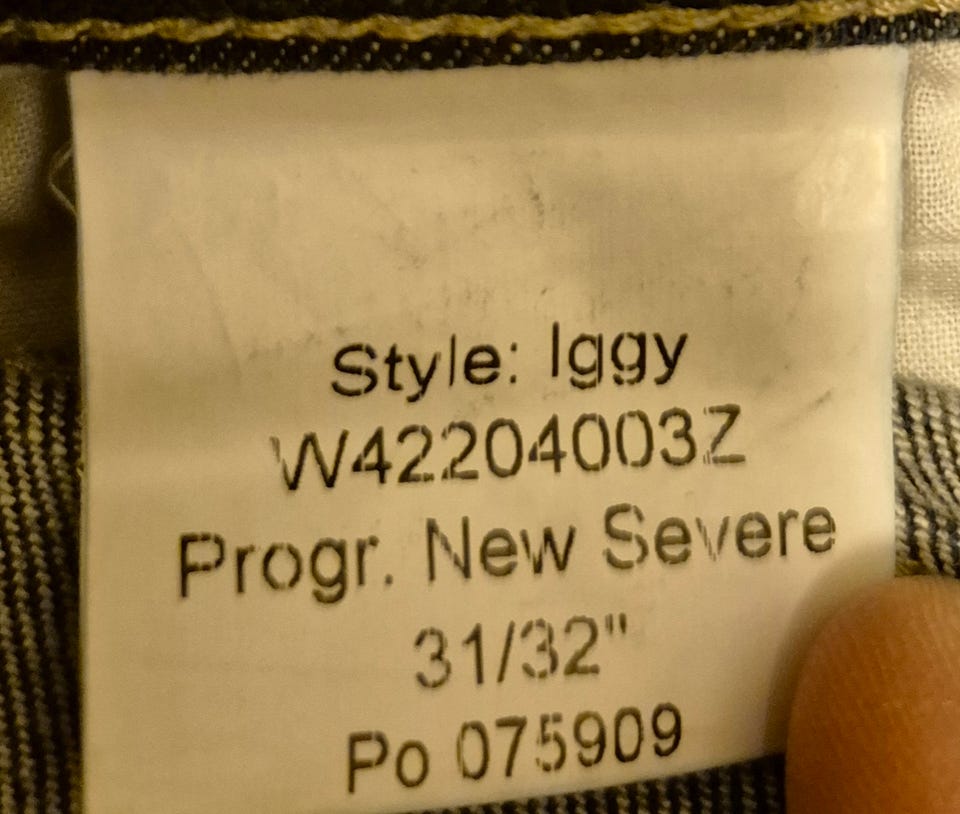 Style: Iggy
W42204003Z
Progr. New Severe
31/32"
Po 075909